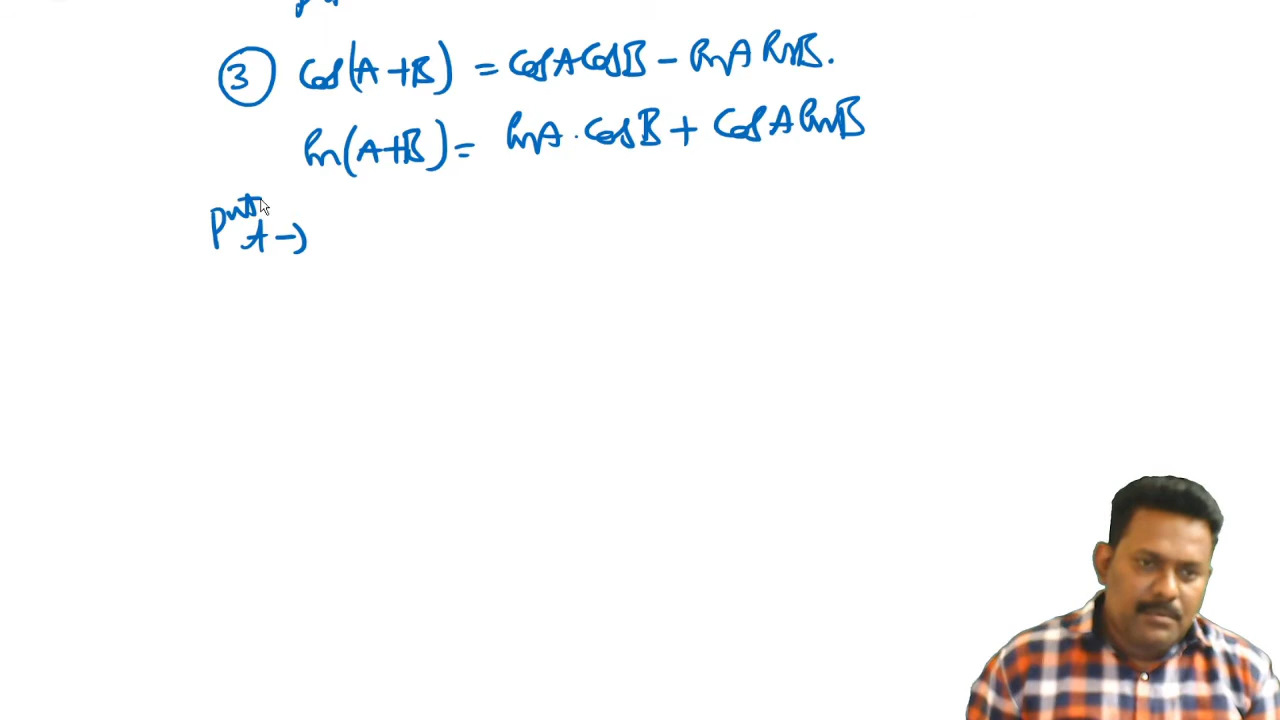 ③ Cos(A+B) = CosA CosB - sinA sinB.
sin(A+B) = sinA · CosB + CosA sinB
Put
A →